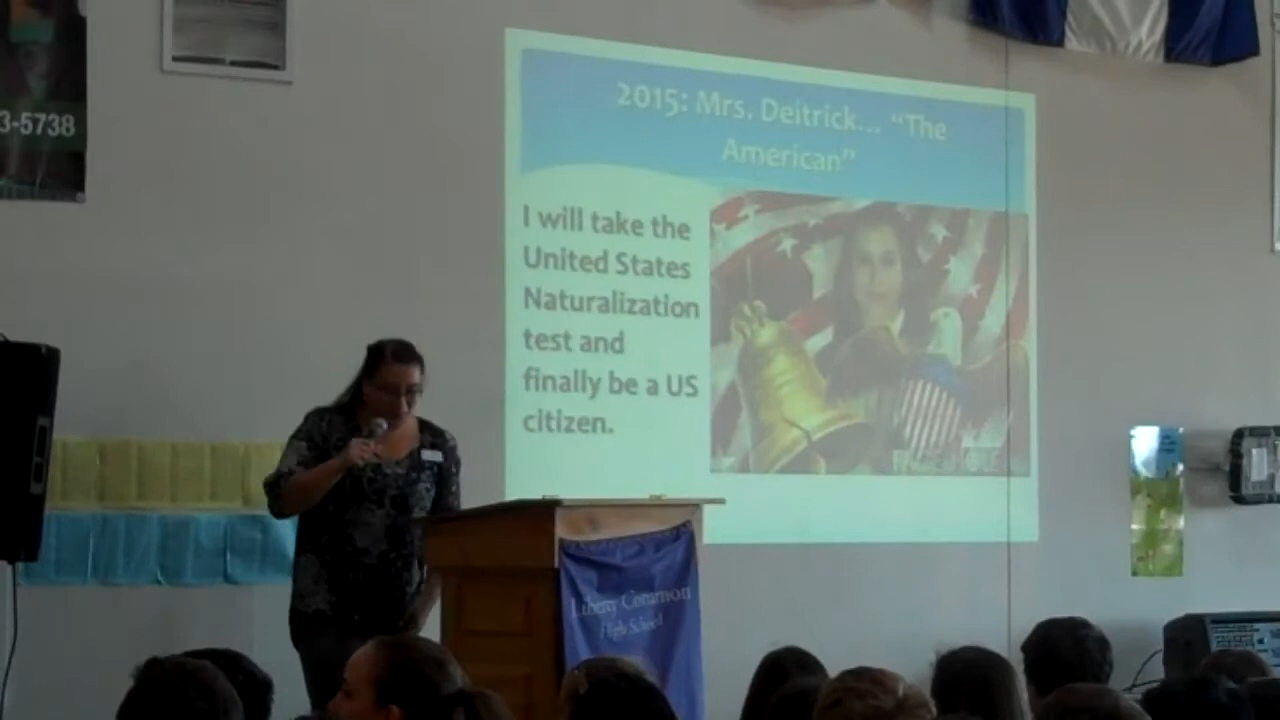 3-5738
2015: Mrs. Deitrick... “The
American”
I will take the
United States
Naturalization
test and
finally be a US
citizen.
Liberty Common
High School